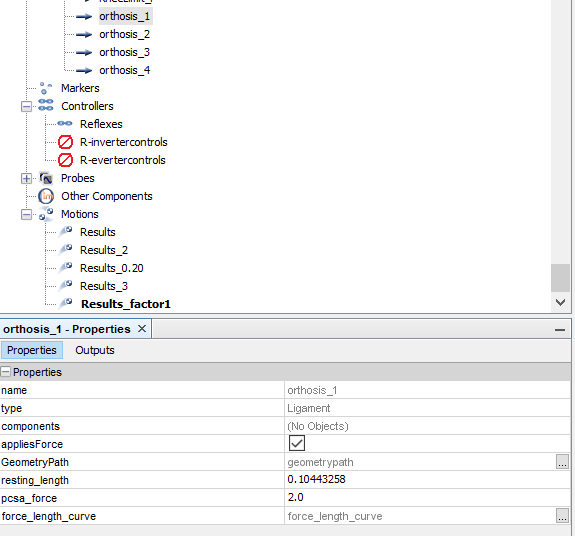 orthosis_1
orthosis_2
orthosis_3
orthosis_4
Markers
Controllers
Reflexes
R-invertercontrols
R-evertercontrols
Probes
Other Components
Motions
Results
Results_2
Results_0.20
Results_3
Results_factor1
orthosis_1 - Properties
Properties Outputs
Properties
name orthosis_1
type Ligament
components (No Objects)
appliesForce
GeometryPath geometrypath ...
resting_length 0.10443258
pcsa_force 2.0
force_length_curve force_length_curve ...